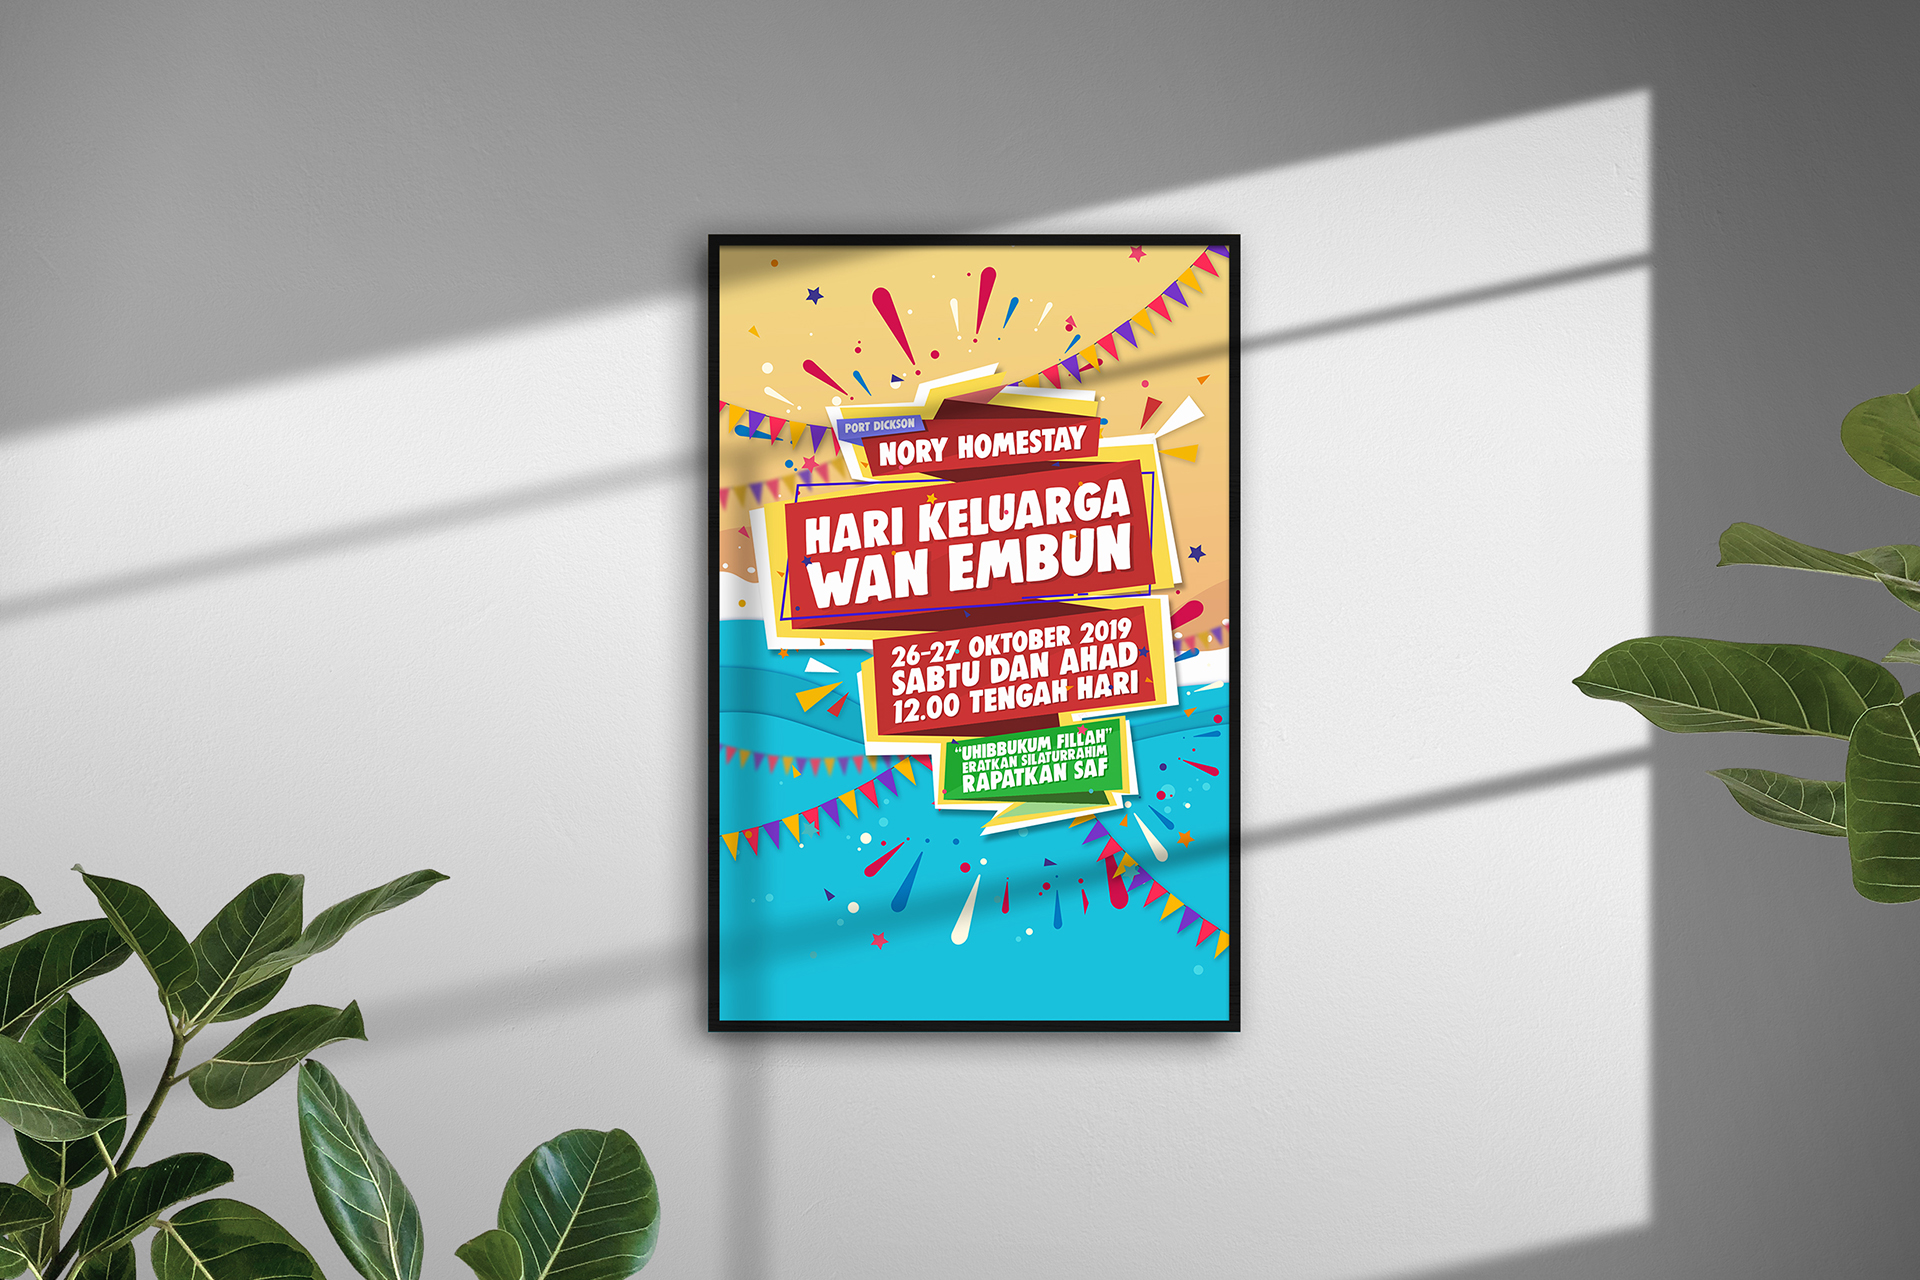 PORT DICKSON
NORY HOMESTAY
HARI KELUARGA
WAN EMBUN
26-27 OKTOBER 2019
SABTU DAN AHAD
12.00 TENGAH HARI
"UHIBBUKUM FILLAH"
ERATKAN SILATURRAHIM
RAPATKAN SAF